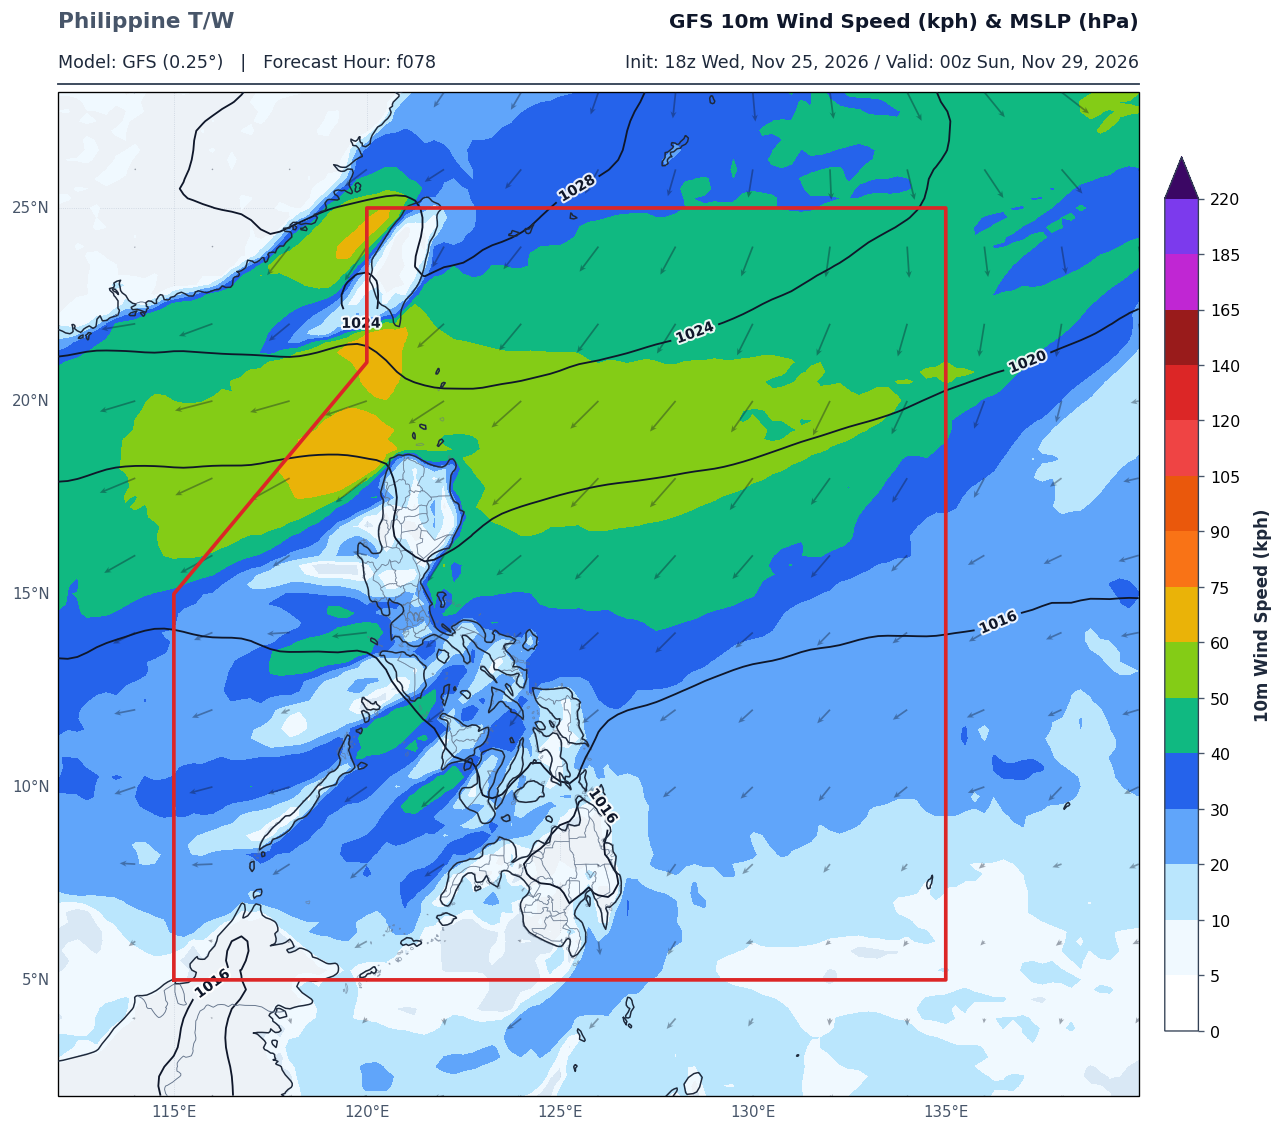 Philippine T/W
GFS 10m Wind Speed (kph) & MSLP (hPa)
Model: GFS (0.25°)   |   Forecast Hour: f078
Init: 18z Wed, Nov 25, 2026 / Valid: 00z Sun, Nov 29, 2026
25°N
20°N
15°N
10°N
5°N
115°E
120°E
125°E
130°E
135°E
1028
1024
1024
1020
1016
1016
1016
220
185
165
140
120
105
90
75
60
50
40
30
20
10
5
0
10m Wind Speed (kph)